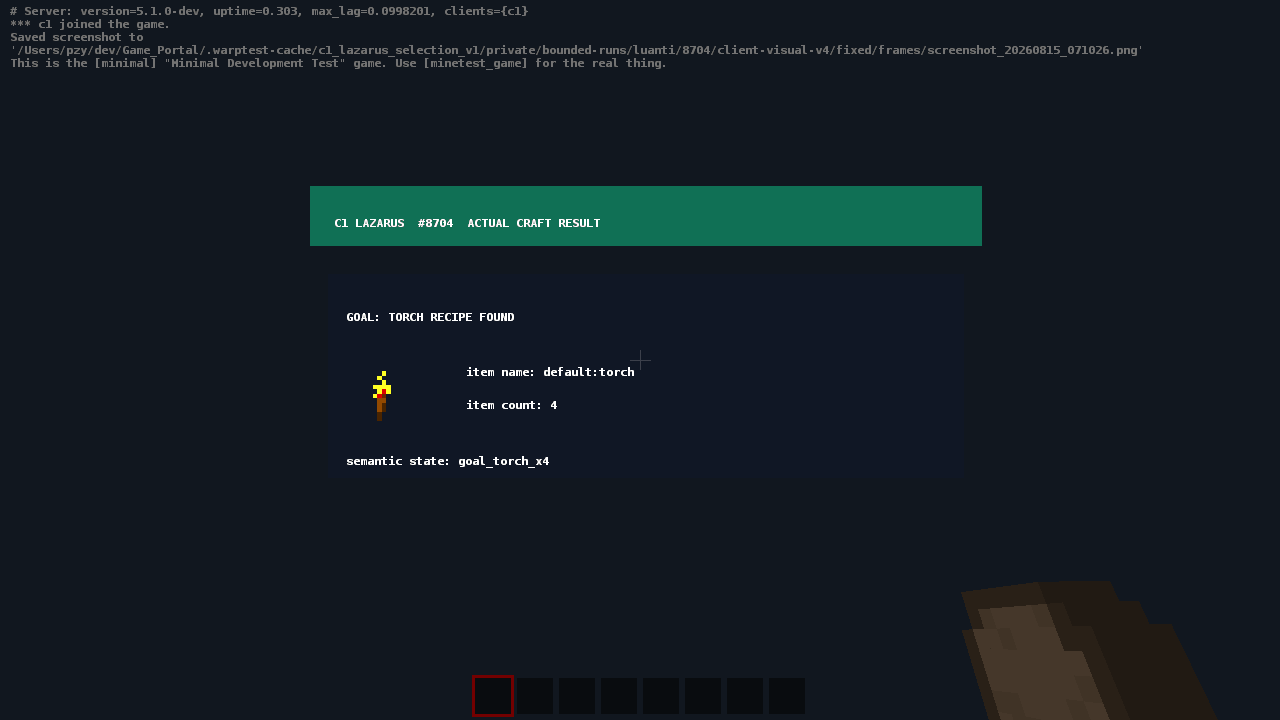 # Server: version=5.1.0-dev, uptime=0.303, max_lag=0.0998201, clients={c1}
*** c1 joined the game.
Saved screenshot to
'/Users/pzy/dev/Game_Portal/.warptest-cache/c1_lazarus_selection_v1/private/bounded-runs/luanti/8704/client-visual-v4/fixed/frames/screenshot_20260815_071026.png'
This is the [minimal] "Minimal Development Test" game. Use [minetest_game] for the real thing.
C1 LAZARUS #8704 ACTUAL CRAFT RESULT
GOAL: TORCH RECIPE FOUND
item name: default:torch
item count: 4
semantic state: goal_torch_x4